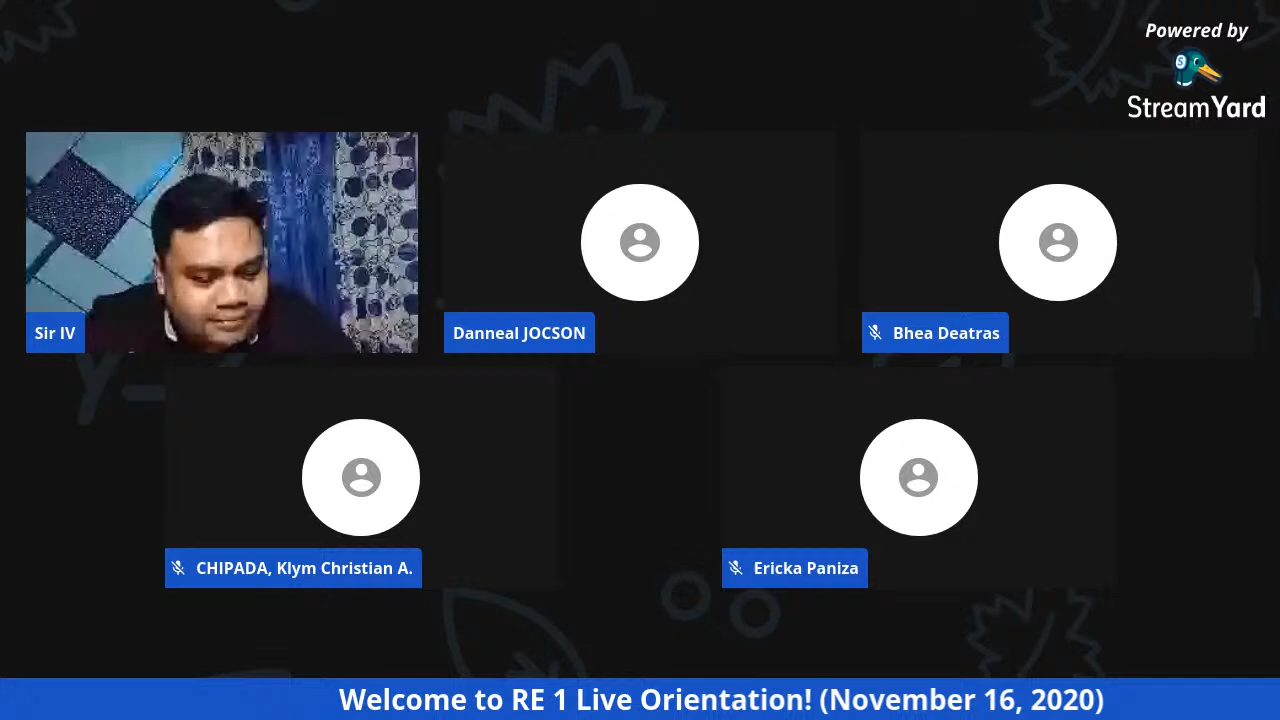 Powered by
StreamYard
Sir IV
Danneal JOCSON
Bhea Deatras
CHIPADA, Klym Christian A.
Ericka Paniza
Welcome to RE 1 Live Orientation! (November 16, 2020)